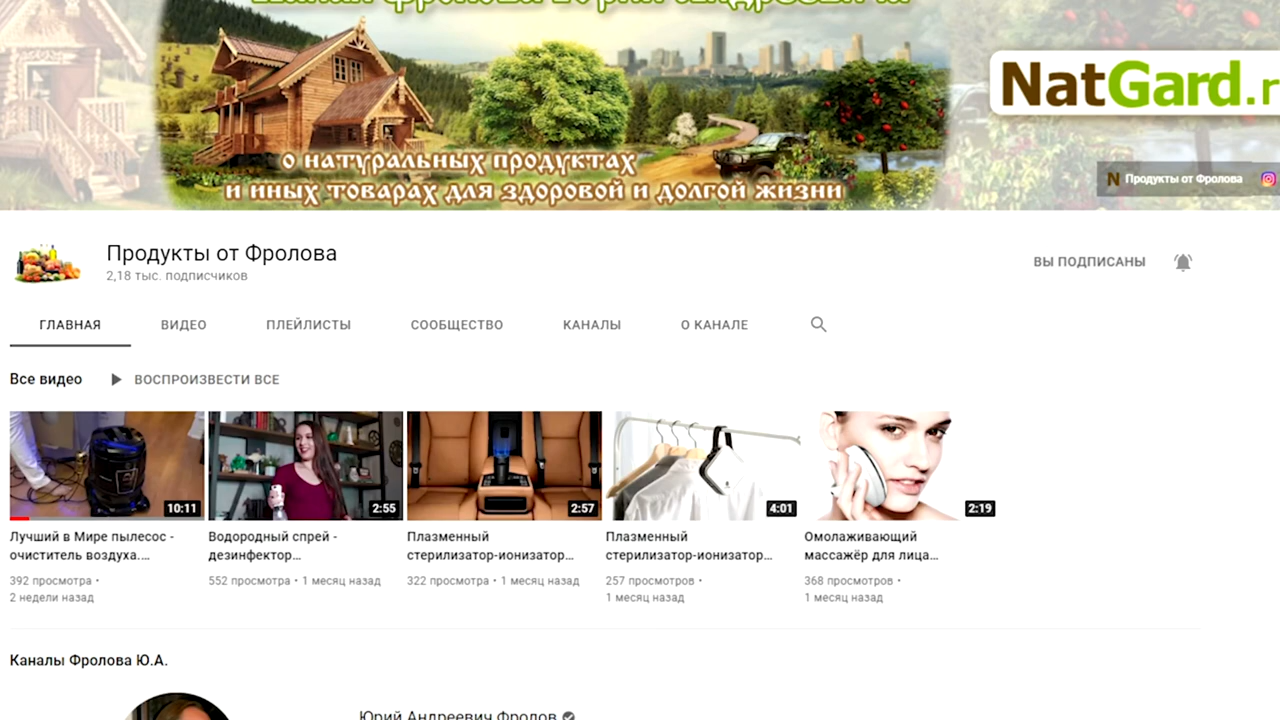 NatGard.r
о натуральных продуктах
и иных товарах для здоровой и долгой жизни
N Продукты от Фролова
Продукты от Фролова
2,18 тыс. подписчиков
ВЫ ПОДПИСАНЫ
ГЛАВНАЯ ВИДЕО ПЛЕЙЛИСТЫ СООБЩЕСТВО КАНАЛЫ О КАНАЛЕ
Все видео ВОСПРОИЗВЕСТИ ВСЕ
10:11 2:55 2:57 4:01 2:19
Лучший в Мире пылесос -
очиститель воздуха....
392 просмотра •
2 недели назад
Водородный спрей -
дезинфектор...
552 просмотра • 1 месяц назад
Плазменный
стерилизатор-ионизатор...
322 просмотра • 1 месяц назад
Плазменный
стерилизатор-ионизатор...
257 просмотров •
1 месяц назад
Омолаживающий
массажёр для лица...
368 просмотров •
1 месяц назад
Каналы Фролова Ю.А.
Юрий Андреевич Фролов